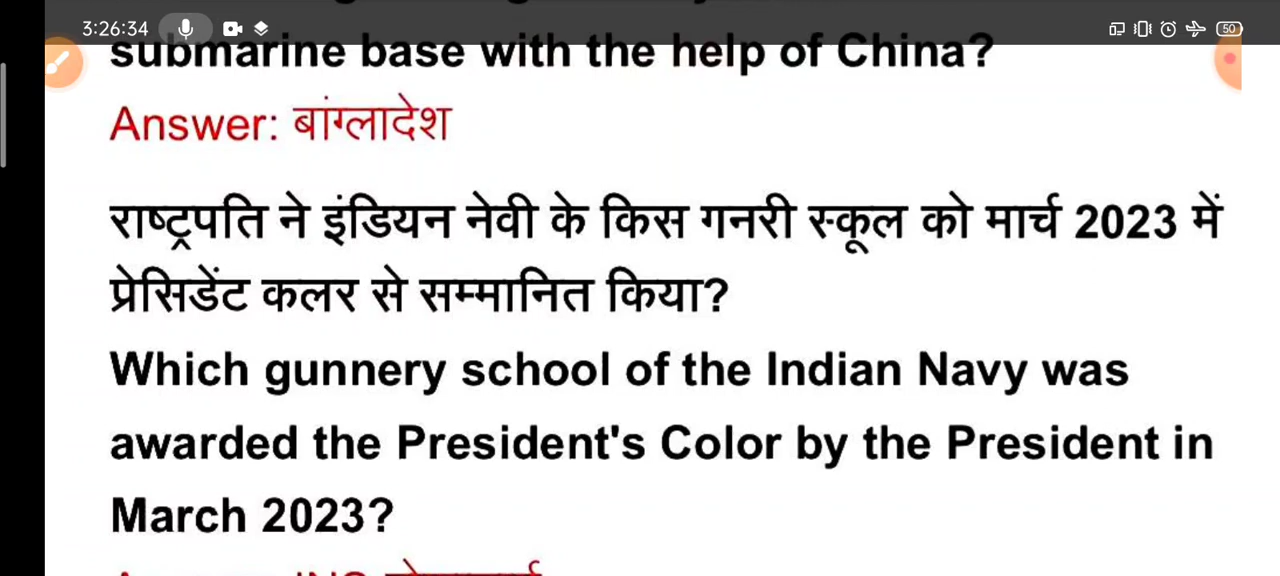 3:26:34
50
submarine base with the help of China?
Answer: बांग्लादेश
राष्ट्रपति ने इंडियन नेवी के किस गनरी स्कूल को मार्च 2023 में
प्रेसिडेंट कलर से सम्मानित किया?
Which gunnery school of the Indian Navy was
awarded the President's Color by the President in
March 2023?